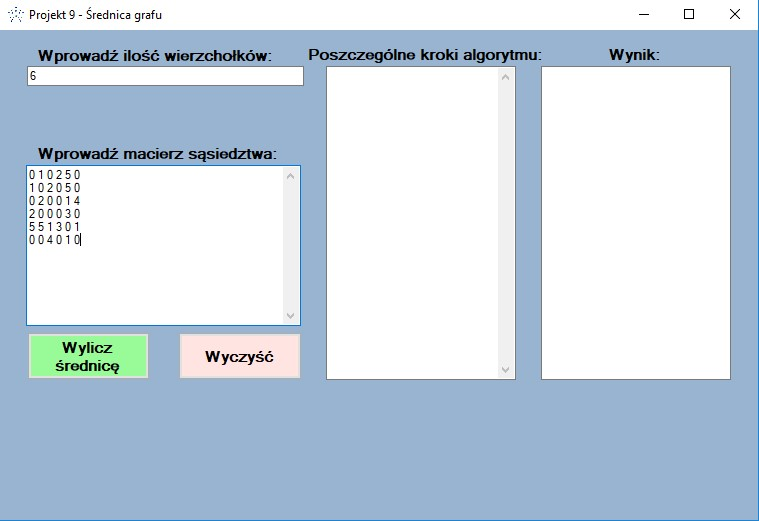 Projekt 9 - Średnica grafu
Wprowadź ilość wierzchołków:
6
Wprowadź macierz sąsiedztwa:
0 1 0 2 5 0
1 0 2 0 5 0
0 2 0 0 1 4
2 0 0 0 3 0
5 5 1 3 0 1
0 0 4 0 1 0
Wylicz
średnicę
Wyczyść
Poszczególne kroki algorytmu:
Wynik: